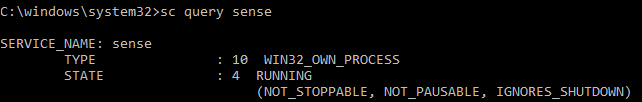 C:\windows\system32>sc query sense
SERVICE_NAME: sense
        TYPE               : 10  WIN32_OWN_PROCESS
        STATE              : 4  RUNNING
                                (NOT_STOPPABLE, NOT_PAUSABLE, IGNORES_SHUTDOWN)